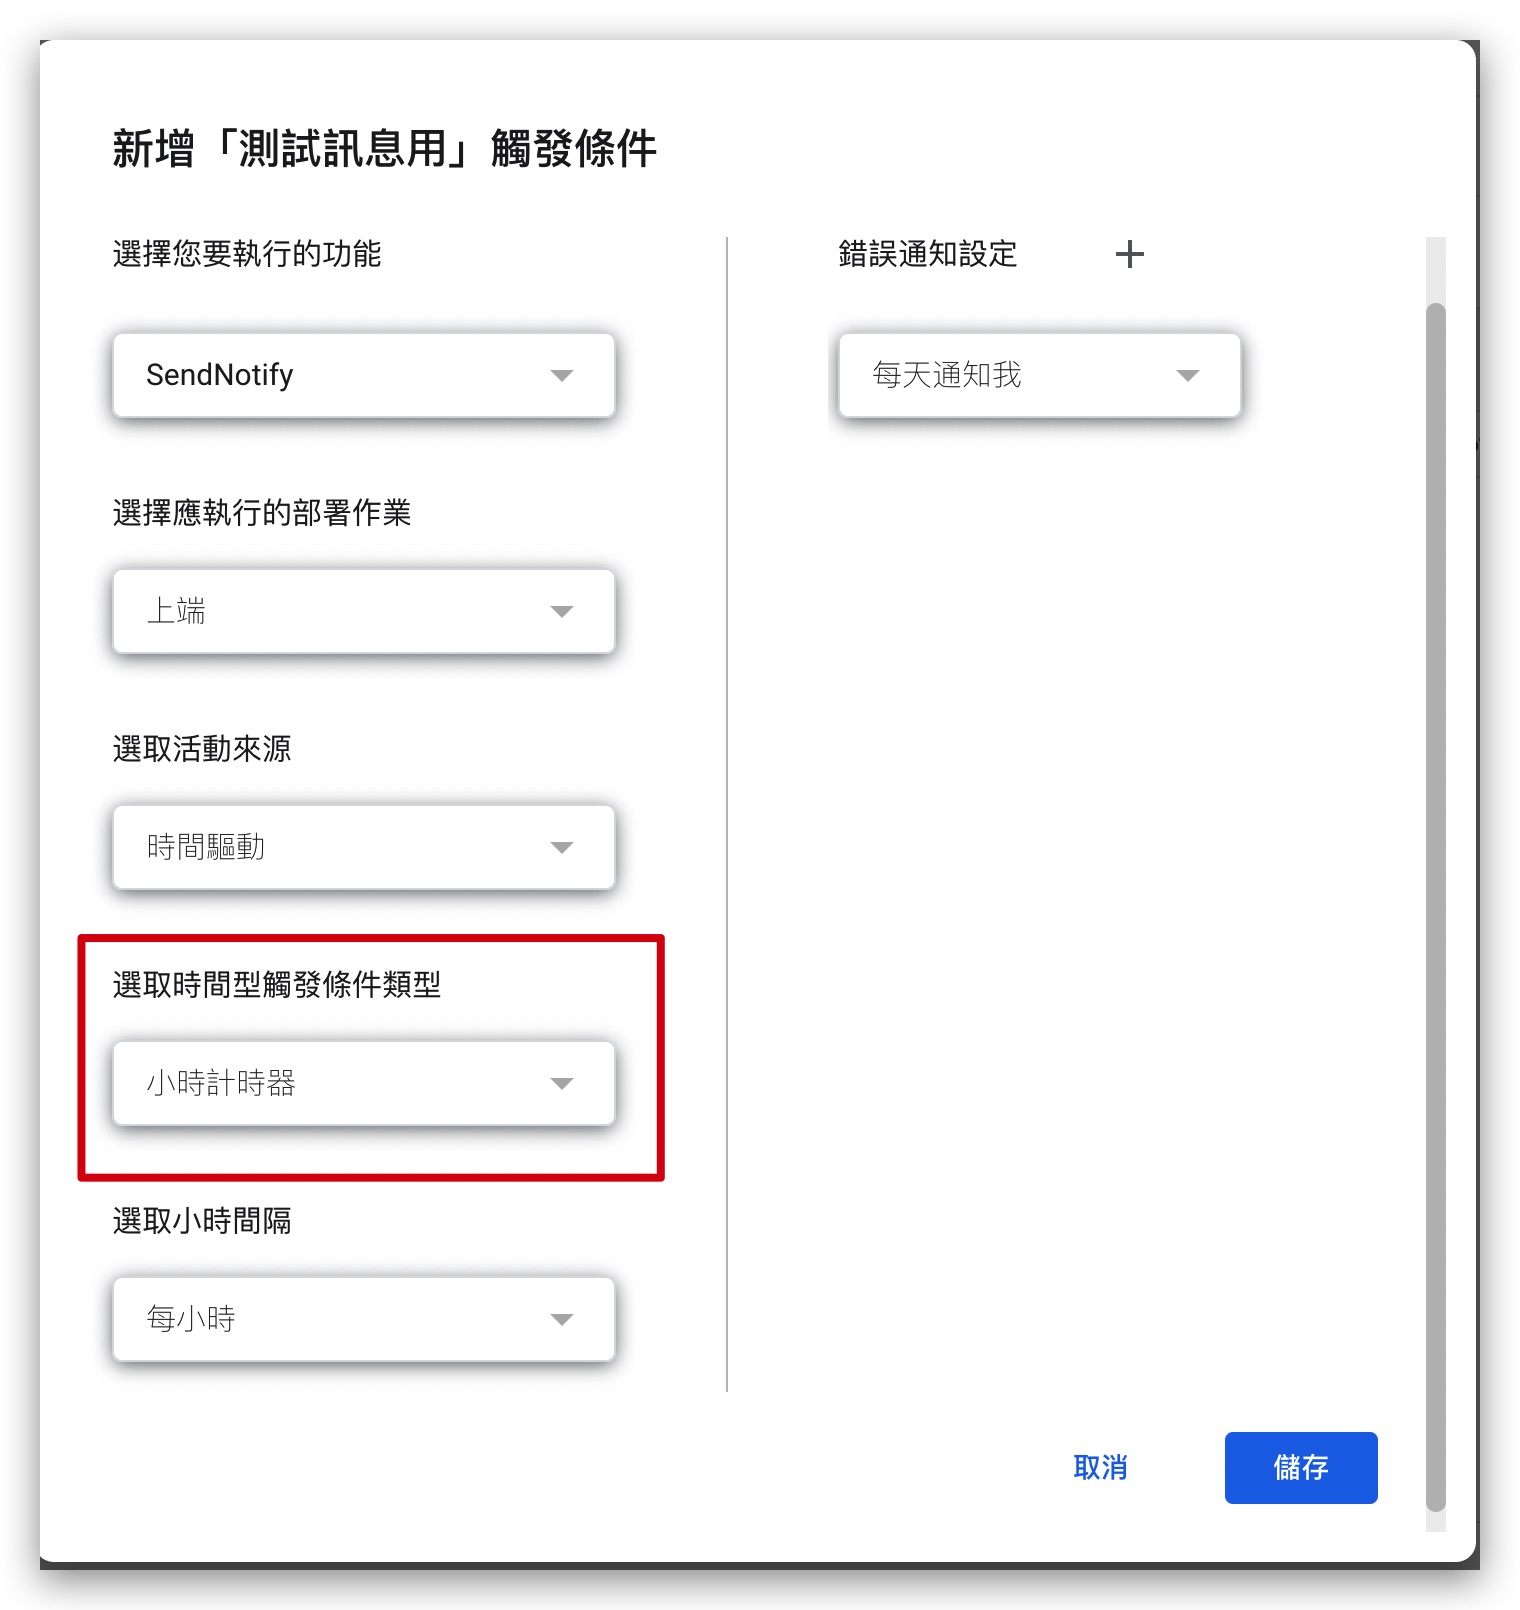 新增「測試訊息用」觸發條件
選擇您要執行的功能
SendNotify
選擇應執行的部署作業
上端
選取活動來源
時間驅動
選取時間型觸發條件類型
小時計時器
選取小時間隔
每小時
錯誤通知設定
每天通知我
取消
儲存